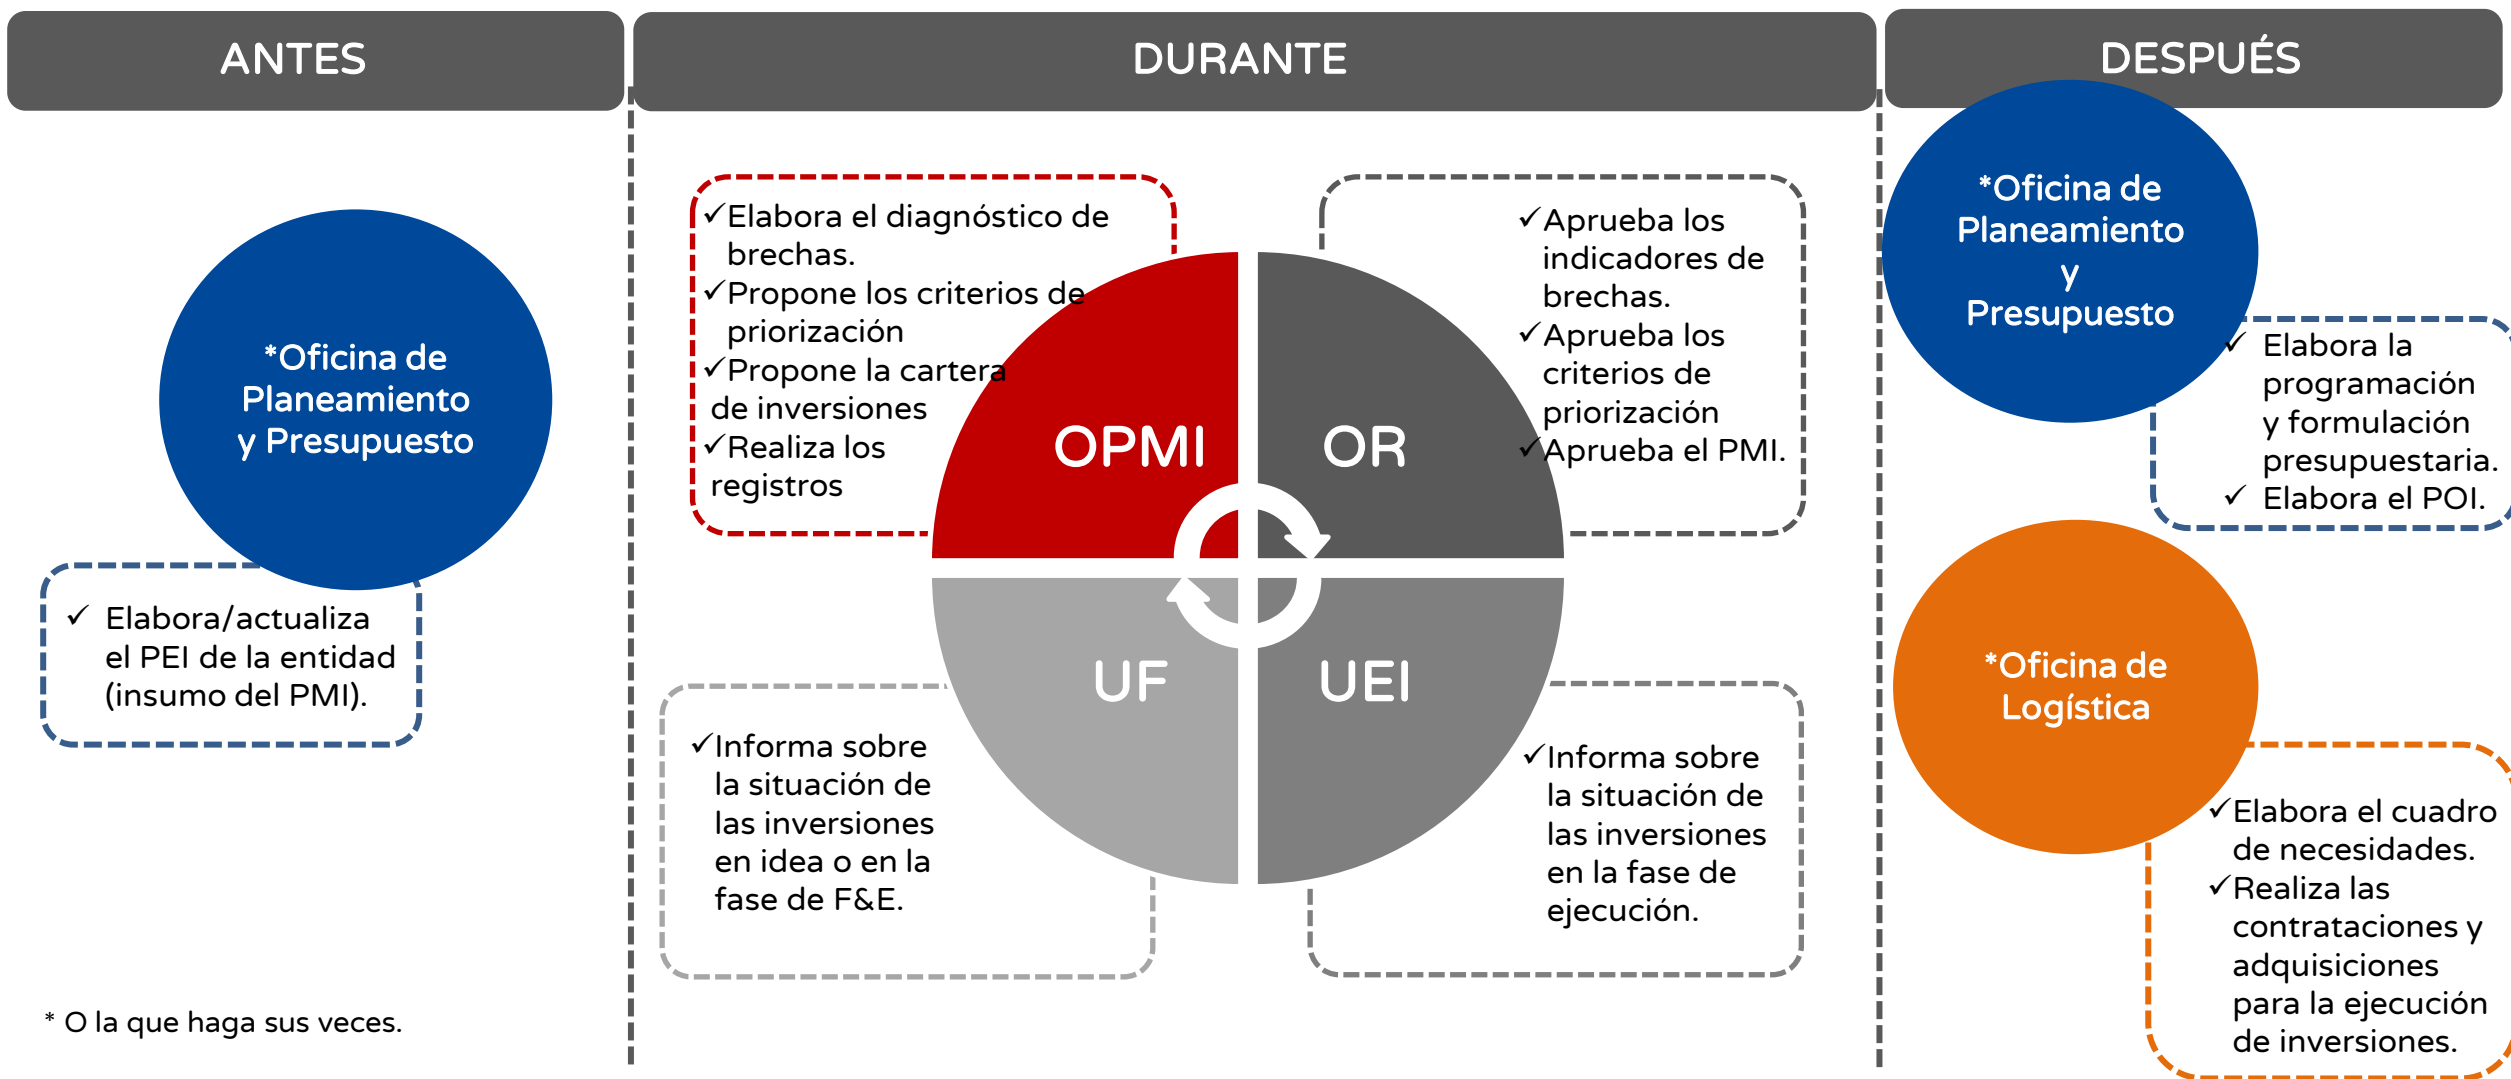 ANTES
*Oficina de
Planeamiento
y Presupuesto
✓ Elabora/actualiza
el PEI de la entidad
(insumo del PMI).
* O la que haga sus veces.
DURANTE
✓Elabora el diagnóstico de
brechas.
✓Propone los criterios de
priorización
✓Propone la cartera
de inversiones
✓Realiza los
registros
OPMI
OR
✓Aprueba los
indicadores de
brechas.
✓Aprueba los
criterios de
priorización
✓Aprueba el PMI.
UF
✓Informa sobre
la situación de
las inversiones
en idea o en la
fase de F&E.
UEI
✓Informa sobre
la situación de
las inversiones
en la fase de
ejecución.
DESPUÉS
*Oficina de
Planeamiento
y
Presupuesto
✓ Elabora la
programación
y formulación
presupuestaria.
✓ Elabora el POI.
*Oficina de
Logística
✓Elabora el cuadro
de necesidades.
✓Realiza las
contrataciones y
adquisiciones
para la ejecución
de inversiones.